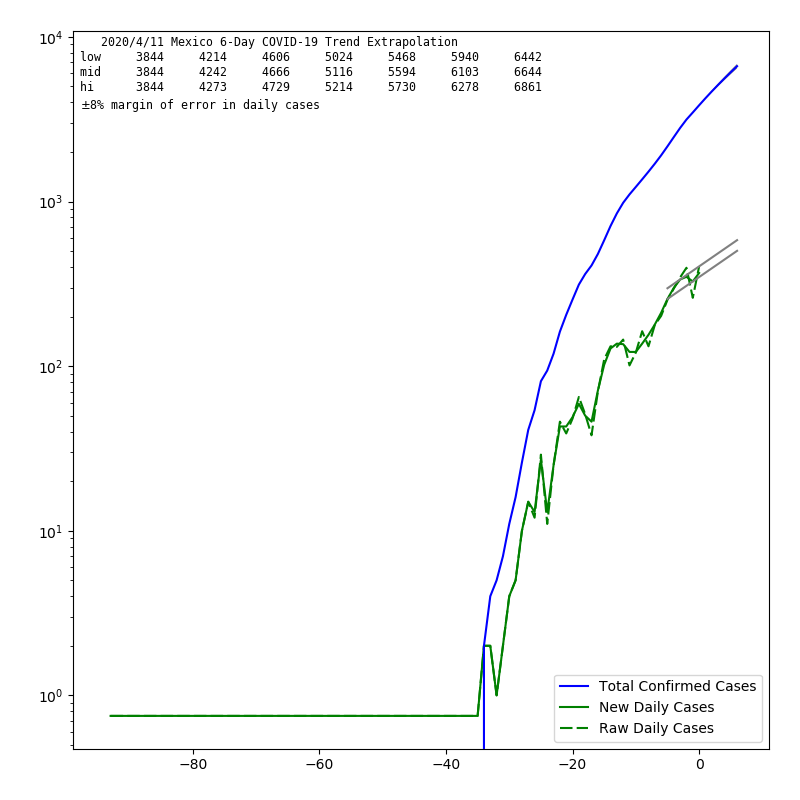 2020/4/11 Mexico 6-Day COVID-19 Trend Extrapolation
low 3844 4214 4606 5024 5468 5940 6442
mid 3844 4242 4666 5116 5594 6103 6644
hi 3844 4273 4729 5214 5730 6278 6861
±8% margin of error in daily cases
10⁴
10³
10²
10¹
10⁰
Total Confirmed Cases
New Daily Cases
Raw Daily Cases
−80 −60 −40 −20 0